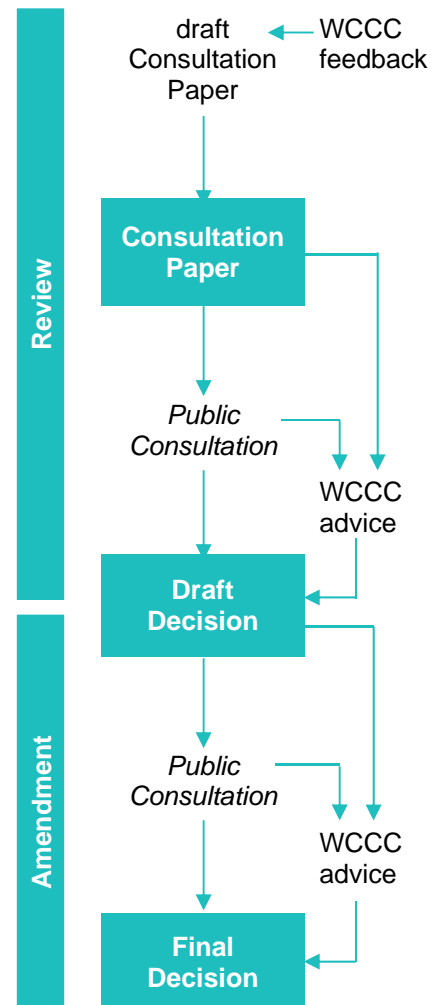 draft
Consultation
Paper
WCCC
feedback
Review
Consultation
Paper
Public
Consultation
WCCC
advice
Draft
Decision
Amendment
Public
Consultation
WCCC
advice
Final
Decision